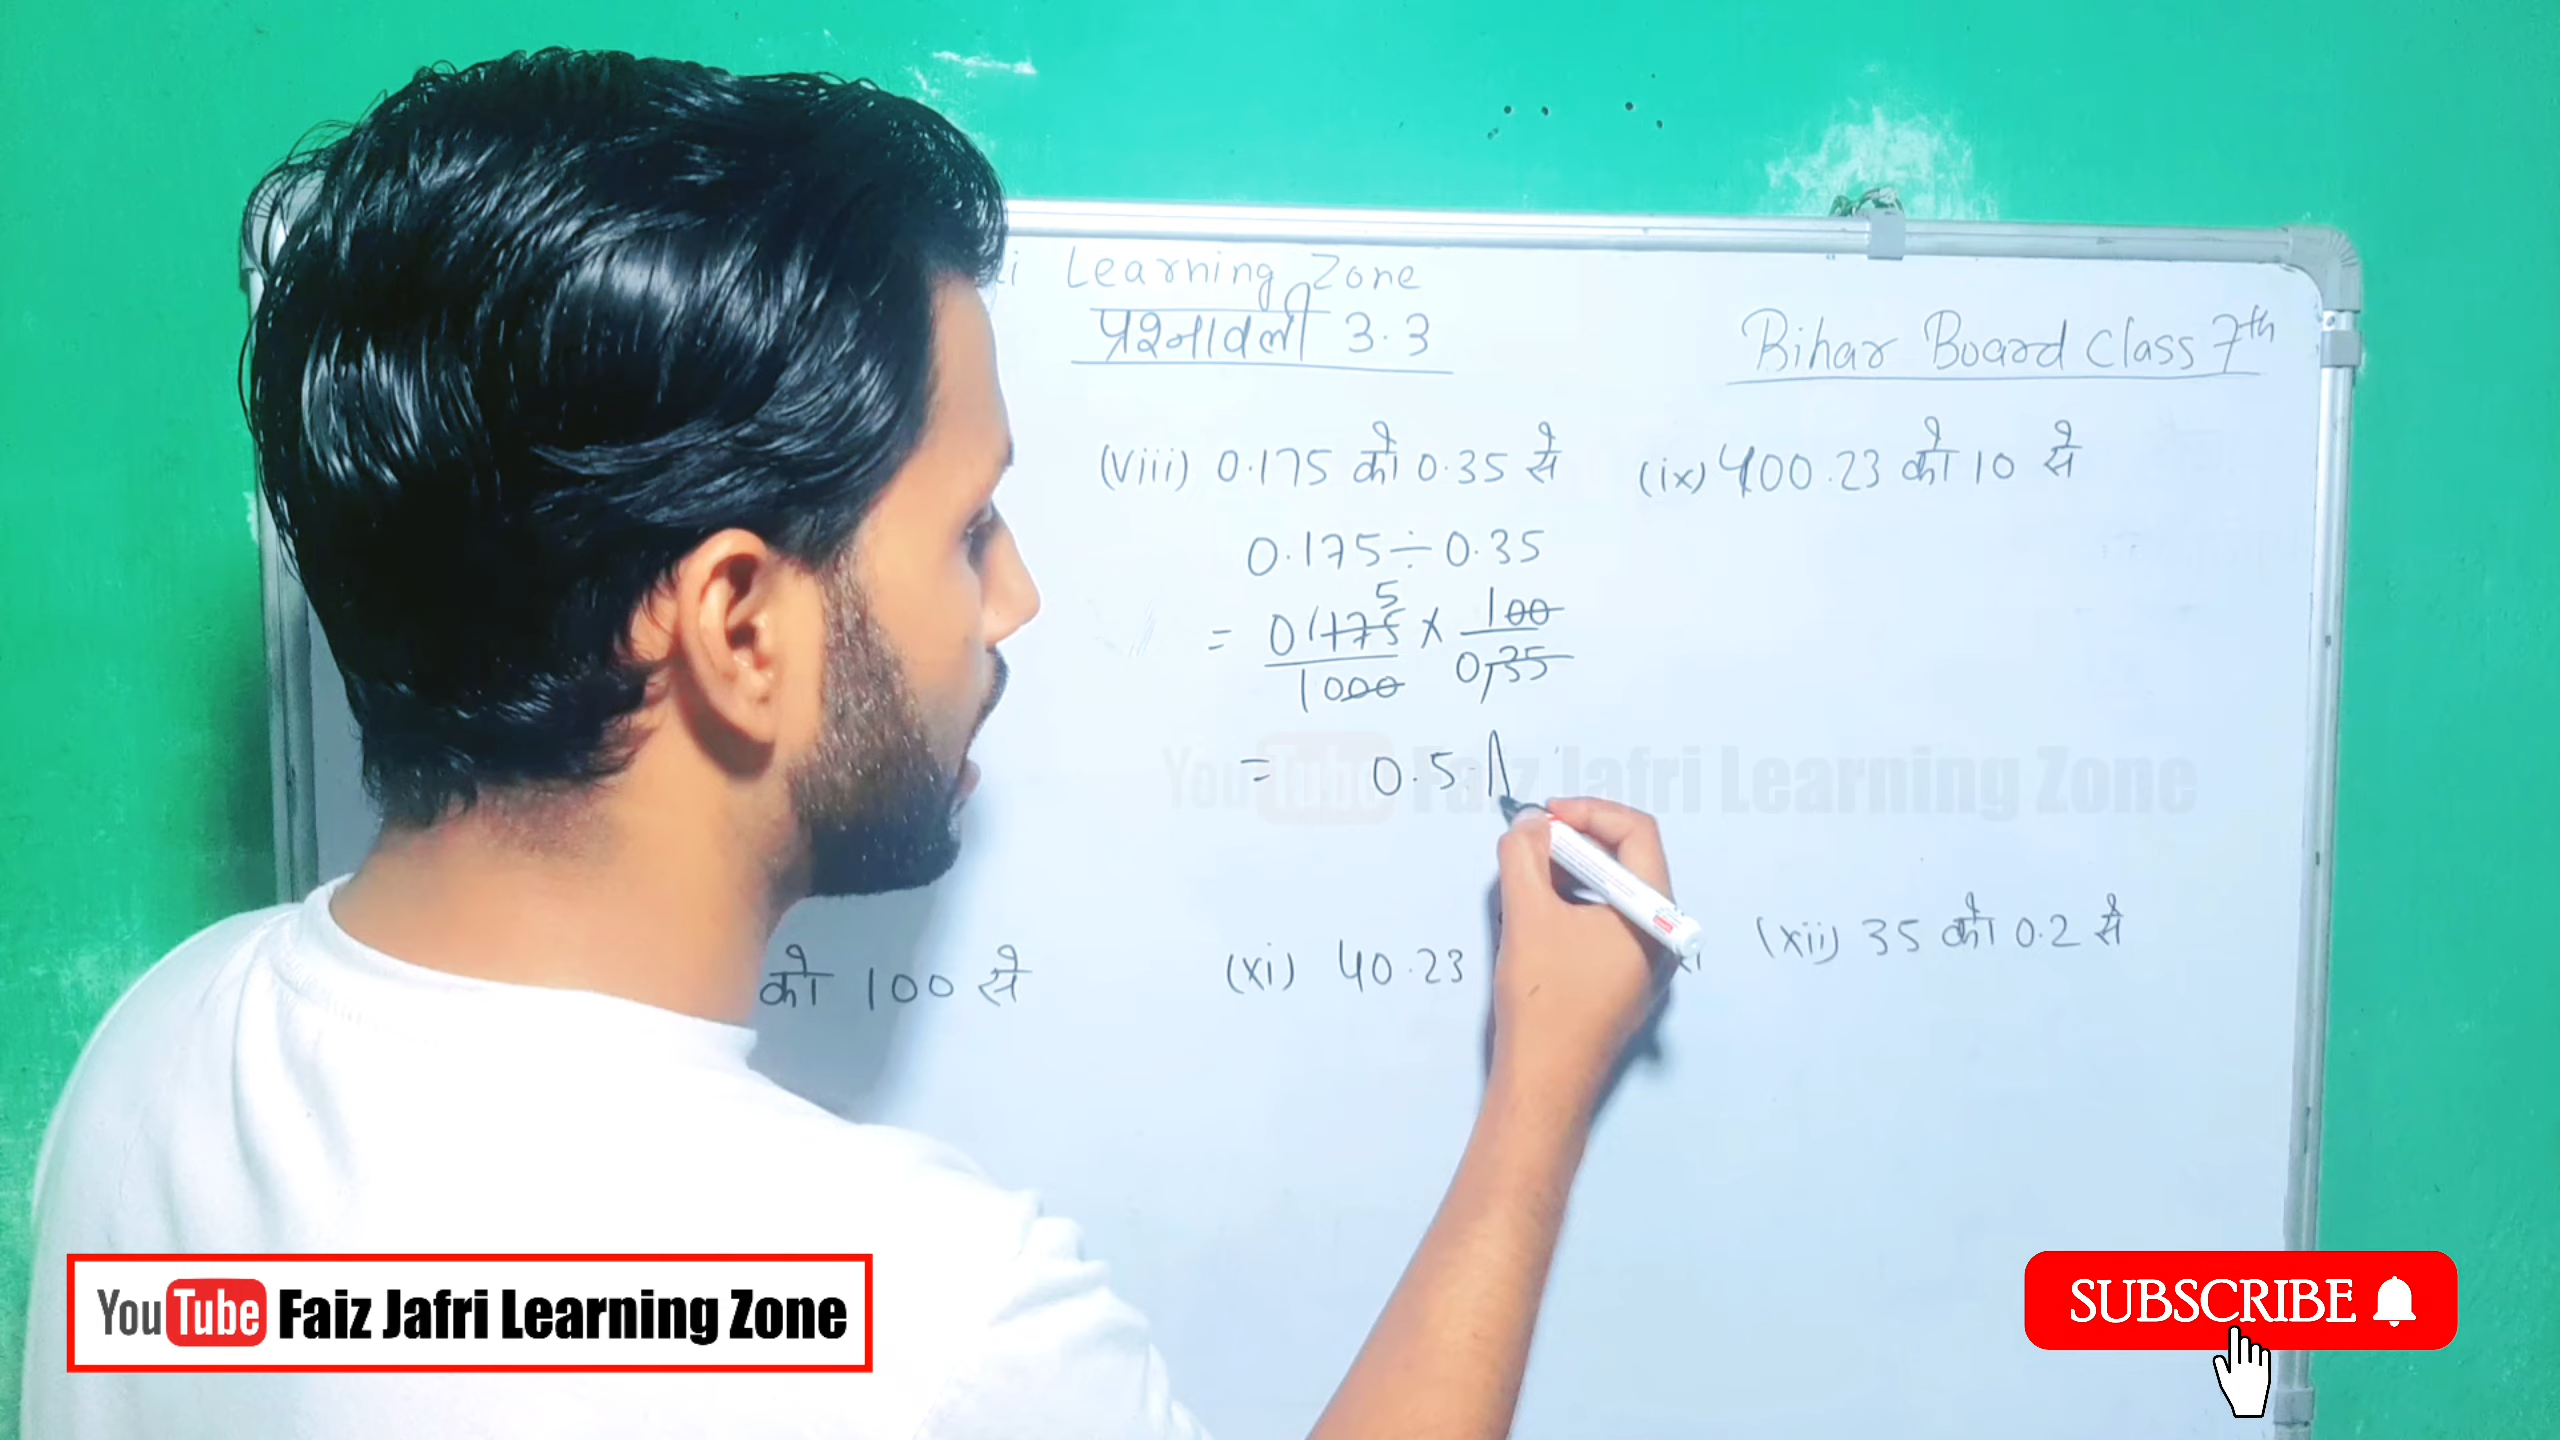 Learning Zone
प्रश्नावली 3.3
Bihar Board Class 7th
(viii) 0.175 को 0.35 से
(ix) 400.23 को 10 से
0.175 ÷ 0.35
5
= 0175/1000 × 100/0,35
= 0.5
YouTube Faiz Jafri Learning Zone
को 100 से
(xi) 40.23
(xii) 35 को 0.2 से
YouTube Faiz Jafri Learning Zone
SUBSCRIBE